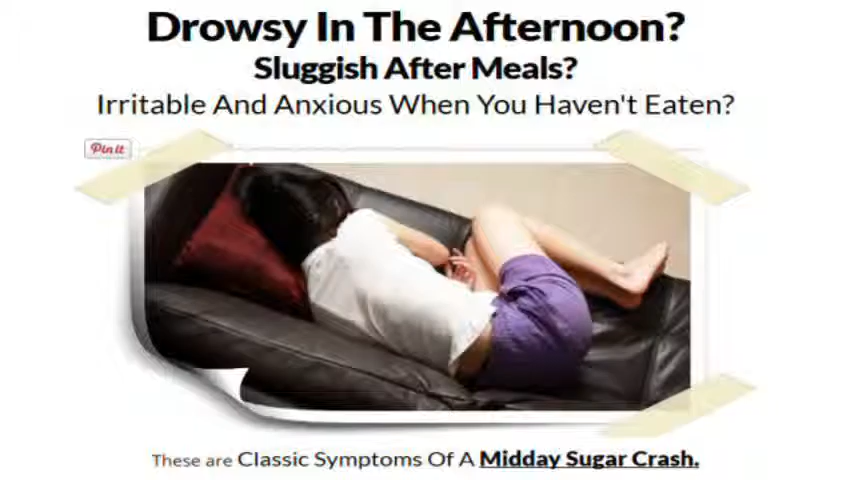 Drowsy In The Afternoon?
Sluggish After Meals?
Irritable And Anxious When You Haven't Eaten?
Pin it
These are Classic Symptoms Of A Midday Sugar Crash.